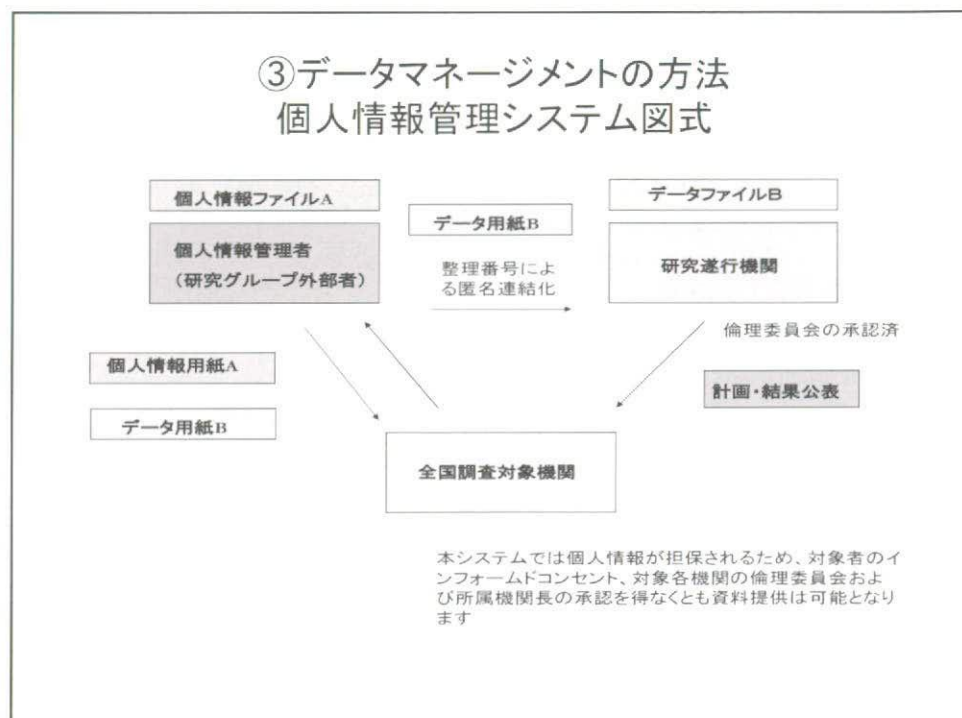 ③データマネージメントの方法
個人情報管理システム図式
個人情報ファイルA
個人情報管理者
（研究グループ外部者）
データ用紙B
整理番号によ
る匿名連結化
データファイルB
研究遂行機関
倫理委員会の承認済
個人情報用紙A
データ用紙B
計画・結果公表
全国調査対象機関
本システムでは個人情報が担保されるため、対象者のイ
ンフォームドコンセント、対象各機関の倫理委員会およ
び所属機関長の承認を得なくとも資料提供は可能となり
ます